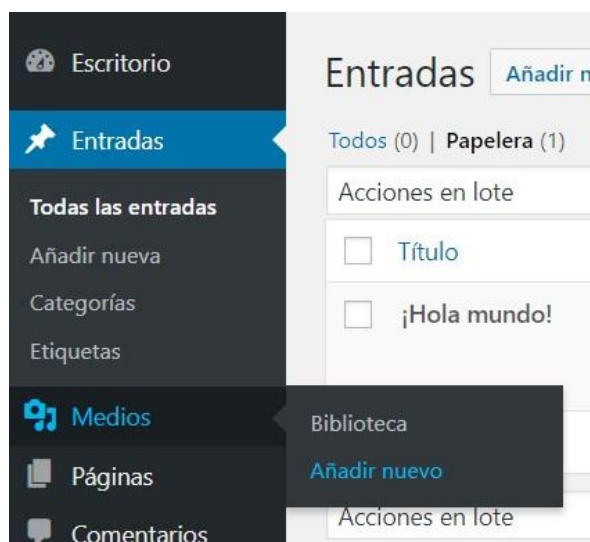 Escritorio
Entradas
Todas las entradas
Añadir nueva
Categorías
Etiquetas
Medios
Páginas
Comentarios
Entradas Añadir n
Todos (0) | Papelera (1)
Acciones en lote
Título
¡Hola mundo!
Biblioteca
Añadir nuevo
Acciones en lote